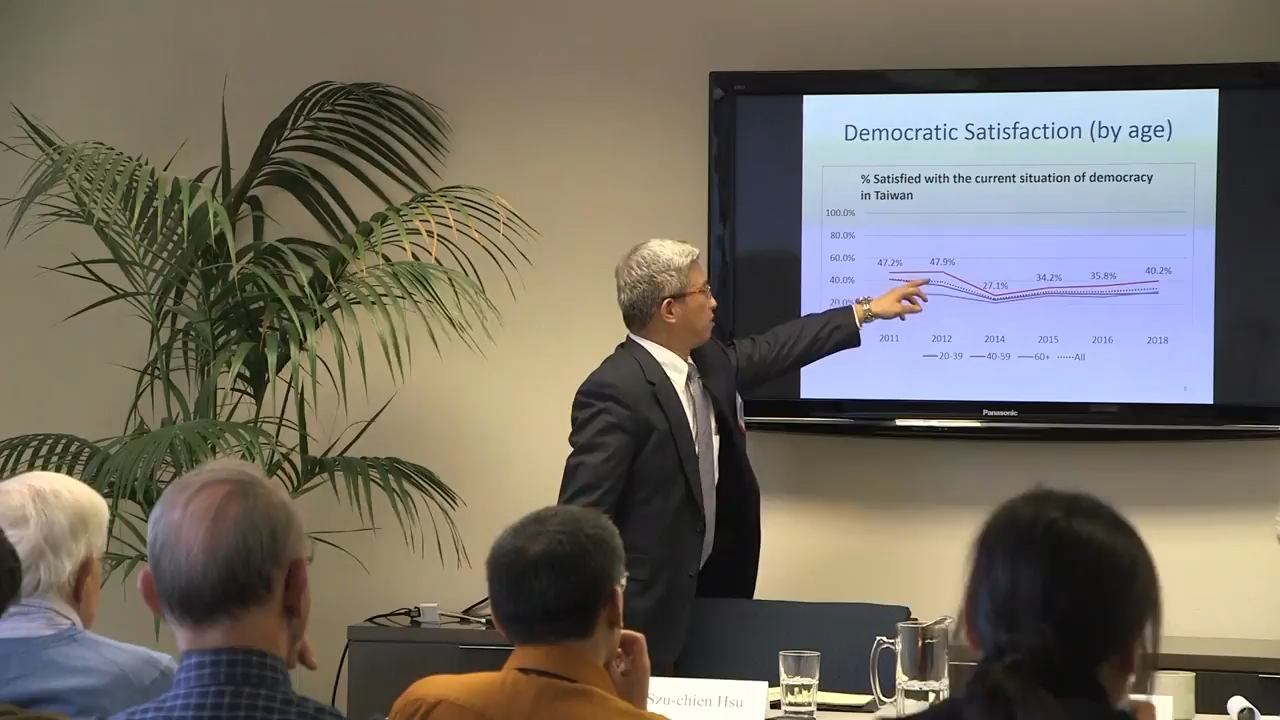 Democratic Satisfaction (by age)
% Satisfied with the current situation of democracy
in Taiwan
100.0%
80.0%
60.0%
40.0%
20.0%
47.2%
47.9%
27.1%
34.2%
35.8%
40.2%
2011 2012 2014 2015 2016 2018
20-39 40-59 60+ All
Panasonic
Szu-chien Hsu